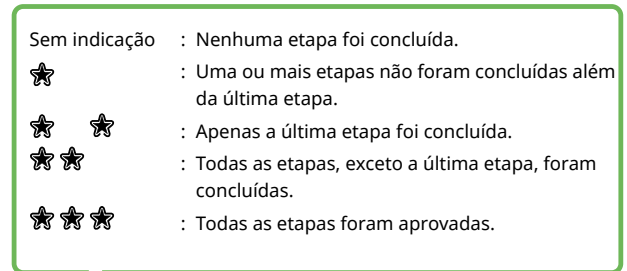 Sem indicação : Nenhuma etapa foi concluída.
: Uma ou mais etapas não foram concluídas além
da última etapa.
: Apenas a última etapa foi concluída.
: Todas as etapas, exceto a última etapa, foram
concluídas.
: Todas as etapas foram aprovadas.